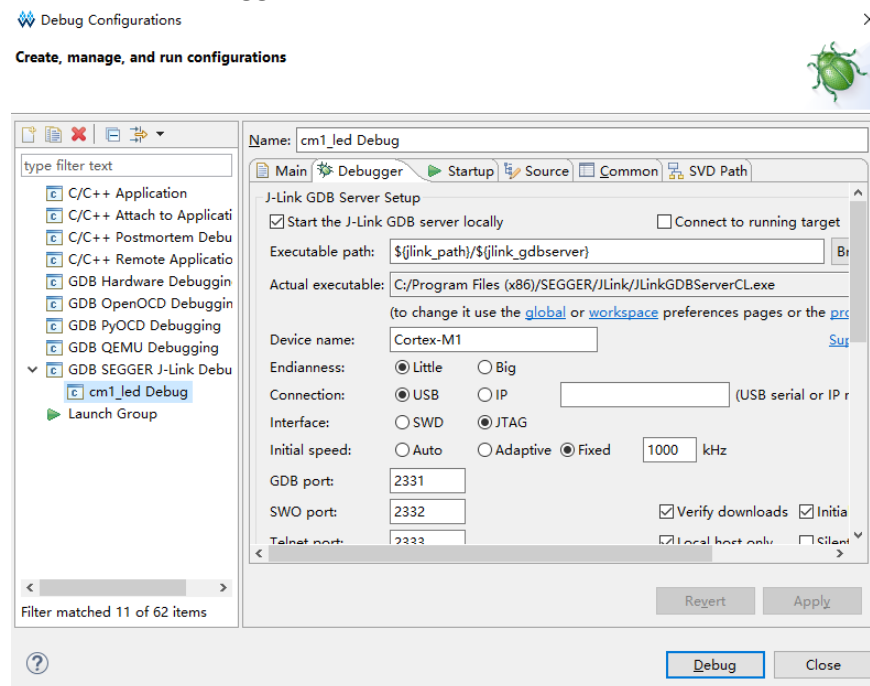 Debug Configurations
Create, manage, and run configurations
type filter text
C/C++ Application
C/C++ Attach to Applicati
C/C++ Postmortem Debu
C/C++ Remote Applicatio
GDB Hardware Debuggin
GDB OpenOCD Debuggin
GDB PyOCD Debugging
GDB QEMU Debugging
GDB SEGGER J-Link Debu
cm1_led Debug
Launch Group
Filter matched 11 of 62 items
Name: cm1_led Debug
Main Debugger Startup Source Common SVD Path
J-Link GDB Server Setup
Start the J-Link GDB server locally Connect to running target
Executable path: ${jlink_path}/${jlink_gdbserver} Br
Actual executable: C:/Program Files (x86)/SEGGER/JLink/JLinkGDBServerCL.exe
(to change it use the global or workspace preferences pages or the pro
Device name: Cortex-M1 Sup
Endianness: Little Big
Connection: USB IP (USB serial or IP n
Interface: SWD JTAG
Initial speed: Auto Adaptive Fixed 1000 kHz
GDB port: 2331
SWO port: 2332 Verify downloads Initia
Telnet port: 2333 Local host only Silent
Revert Apply
Debug Close